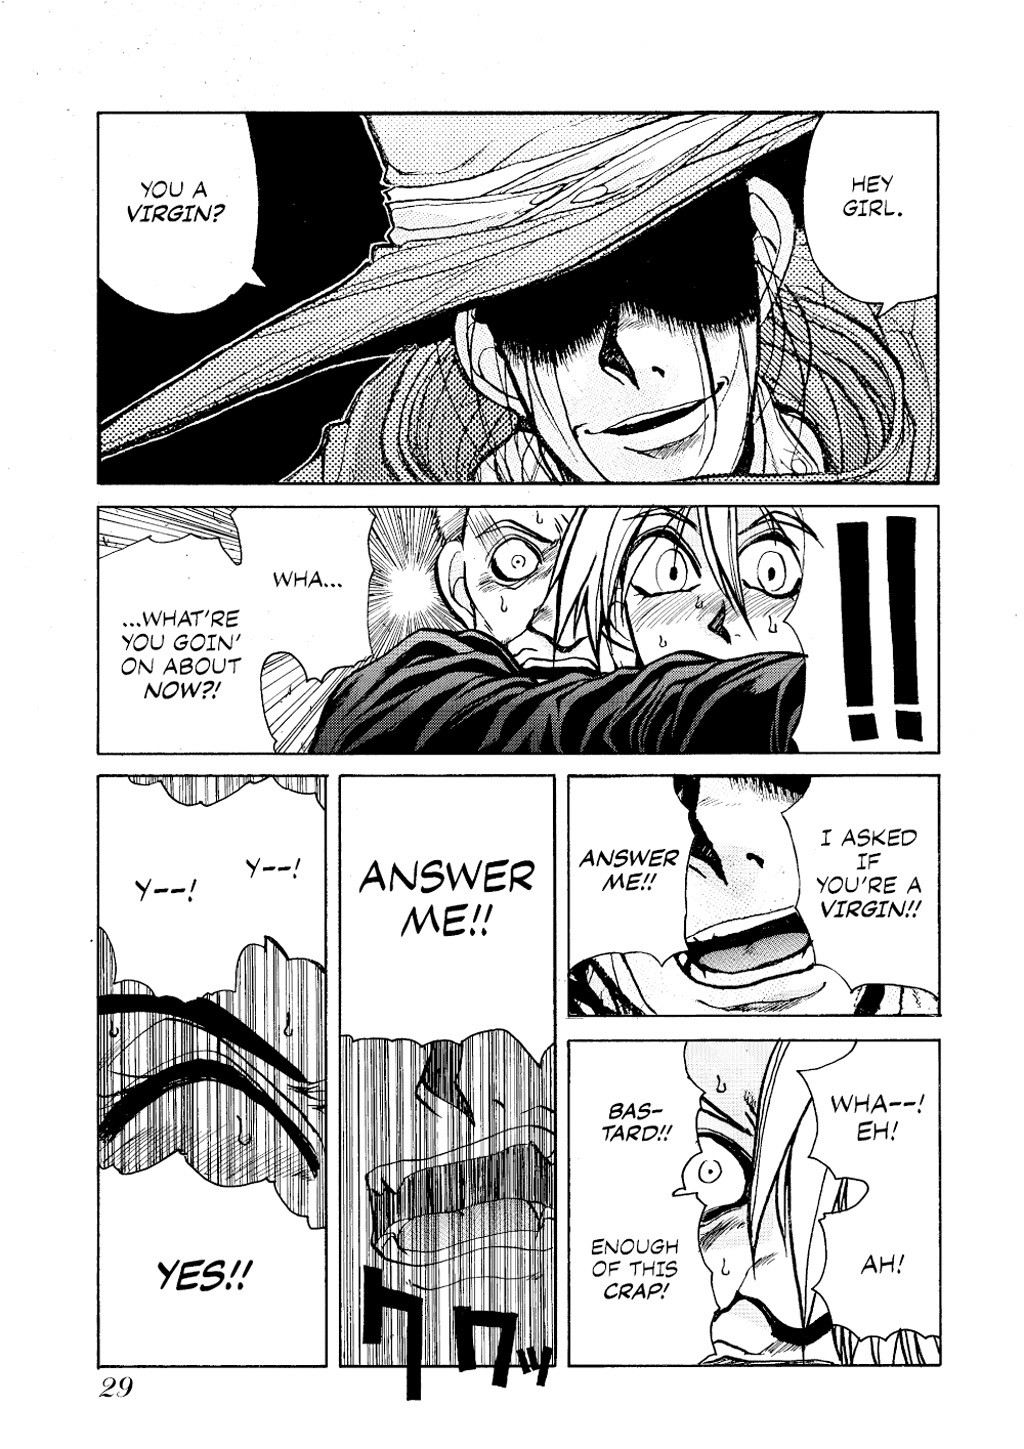 HEY
GIRL.
YOU A
VIRGIN?
!!
WHA...
...WHAT'RE
YOU GOIN'
ON ABOUT
NOW?!
I ASKED
IF
YOU'RE A
VIRGIN!!
ANSWER
ME!!
WHA--!
EH!
BAS-
TARD!!
AH!
ENOUGH
OF THIS
CRAP!
ANSWER
ME!!
クワッ
Y--!
Y--!
YES!!
29